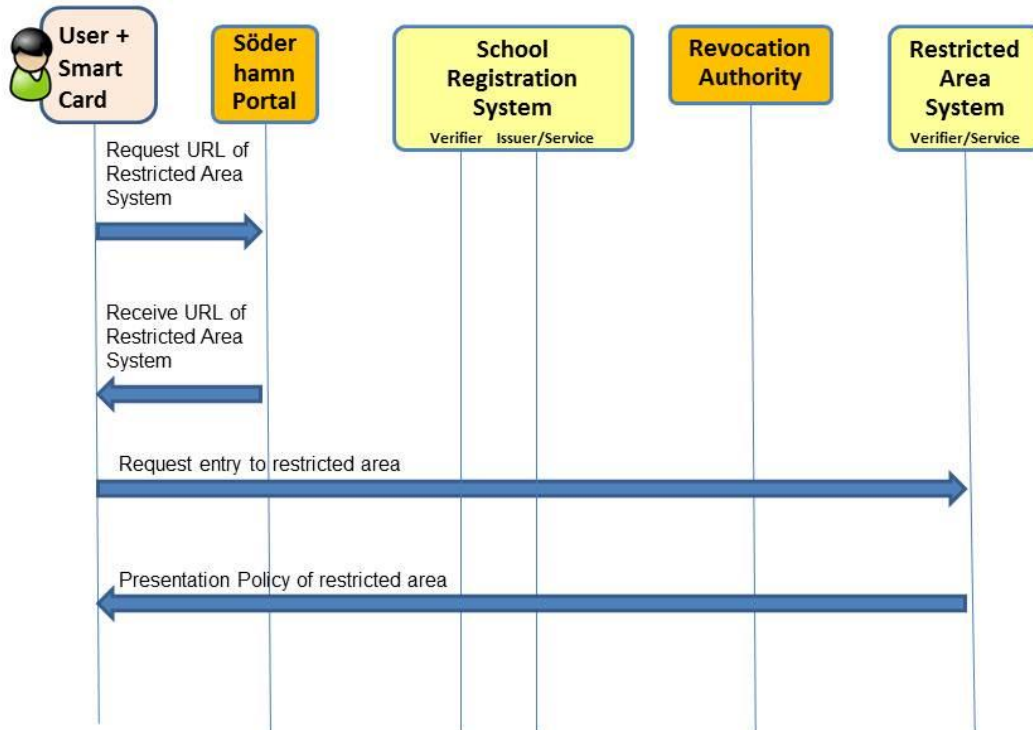 User +
Smart
Card
Söder
hamn
Portal
School
Registration
System
Verifier Issuer/Service
Revocation
Authority
Restricted
Area
System
Verifier/Service
Request URL of
Restricted Area
System
Receive URL of
Restricted Area
System
Request entry to restricted area
Presentation Policy of restricted area